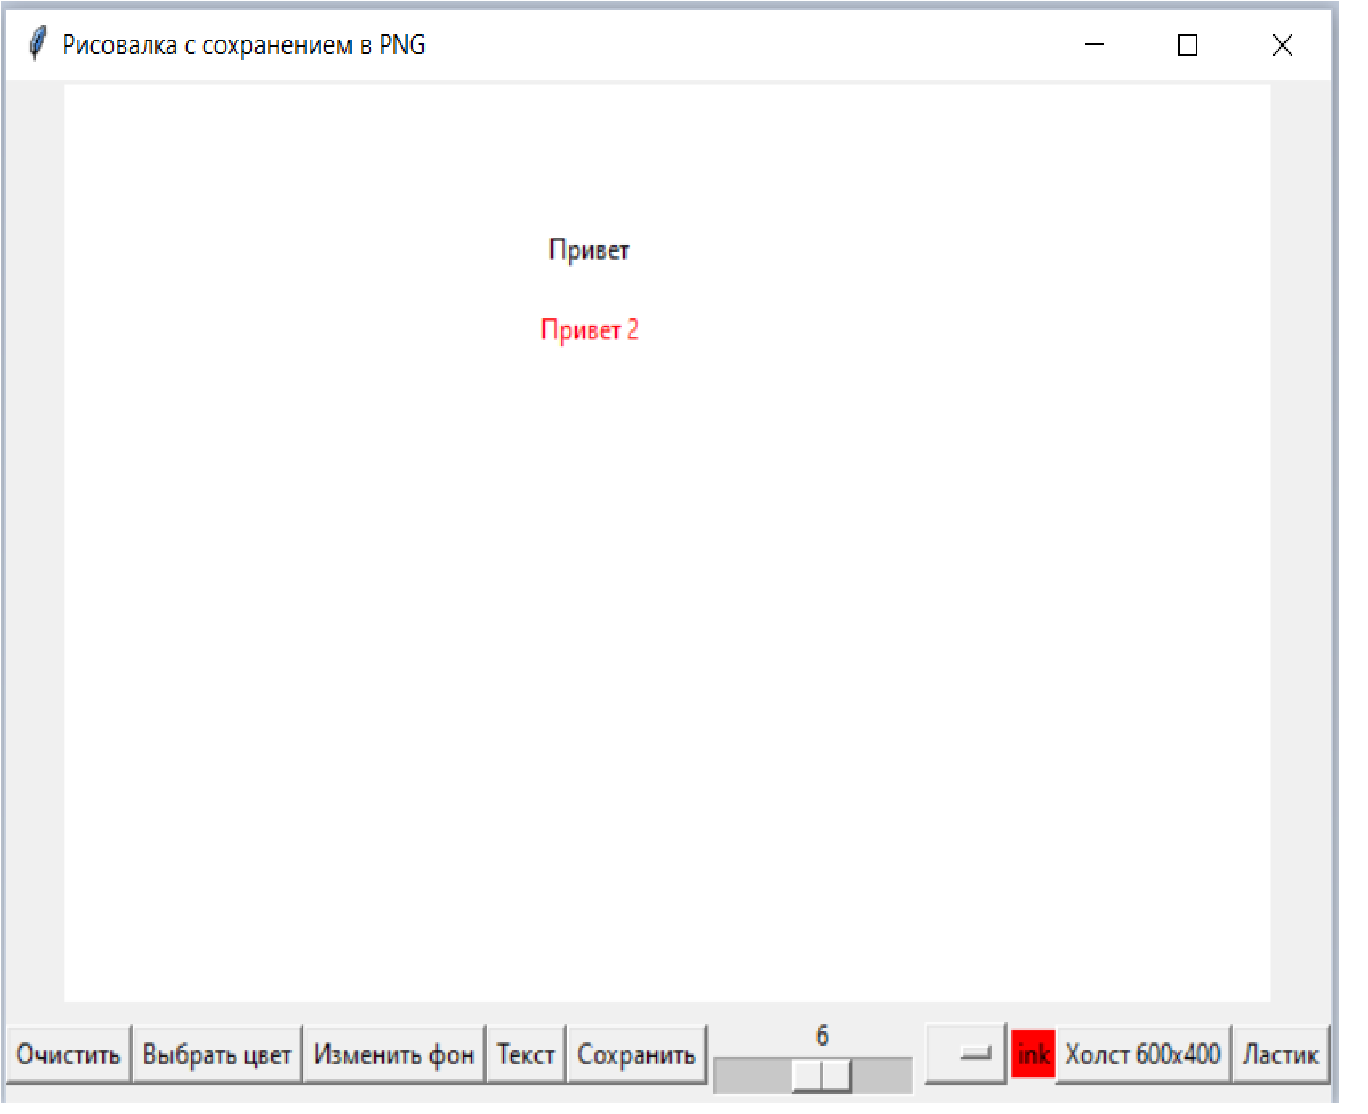 Рисовалка с сохранением в PNG
Привет
Привет 2
6
Очистить Выбрать цвет Изменить фон Текст Сохранить ink Холст 600x400 Ластик